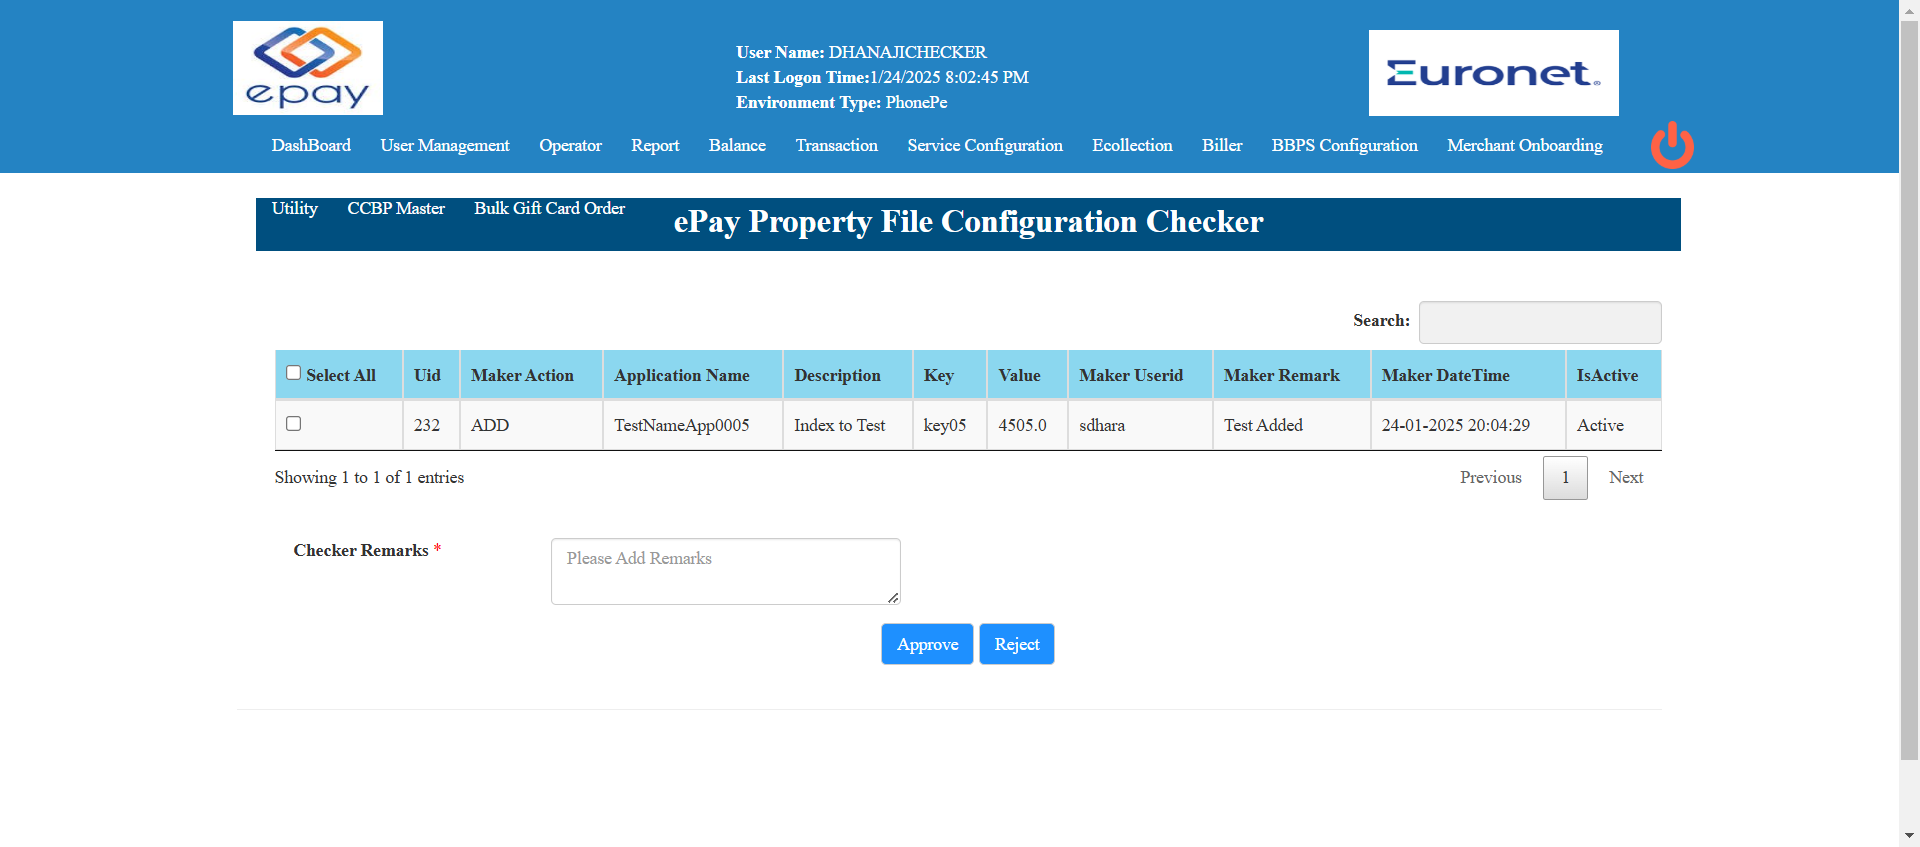 epay
User Name: DHANAJICHECKER
Last Logon Time:1/24/2025 8:02:45 PM
Environment Type: PhonePe
Euronet®
DashBoard User Management Operator Report Balance Transaction Service Configuration Ecollection Biller BBPS Configuration Merchant Onboarding
Utility CCBP Master Bulk Gift Card Order
ePay Property File Configuration Checker
Search:
Select All Uid Maker Action Application Name Description Key Value Maker Userid Maker Remark Maker DateTime IsActive
232 ADD TestNameApp0005 Index to Test key05 4505.0 sdhara Test Added 24-01-2025 20:04:29 Active
Showing 1 to 1 of 1 entries
Previous 1 Next
Checker Remarks *
Please Add Remarks
Approve Reject